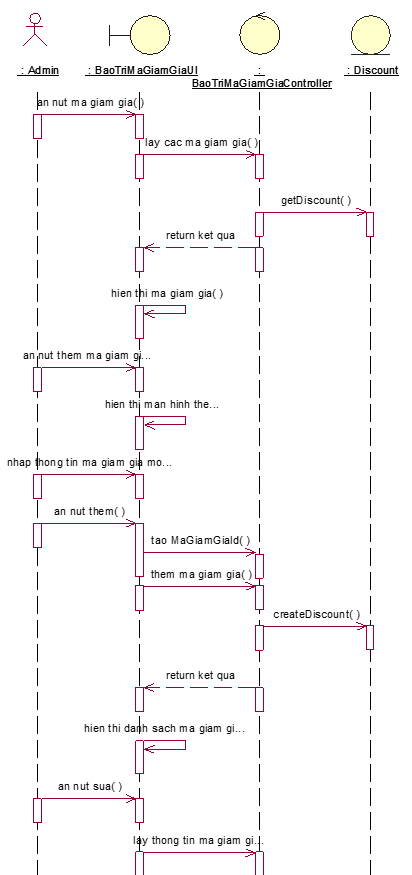 : Admin
: BaoTriMaGiamGiaUI
:
BaoTriMaGiamGiaController
: Discount
an nut ma giam gia( )
lay cac ma giam gia( )
getDiscount( )
return ket qua
hien thi ma giam gia( )
an nut them ma giam gi...
hien thi man hinh the...
nhap thong tin ma giam gia mo...
an nut them( )
tao MaGiamGiaId( )
them ma giam gia( )
createDiscount( )
return ket qua
hien thi danh sach ma giam gi...
an nut sua( )
lay thong tin ma giam gi...